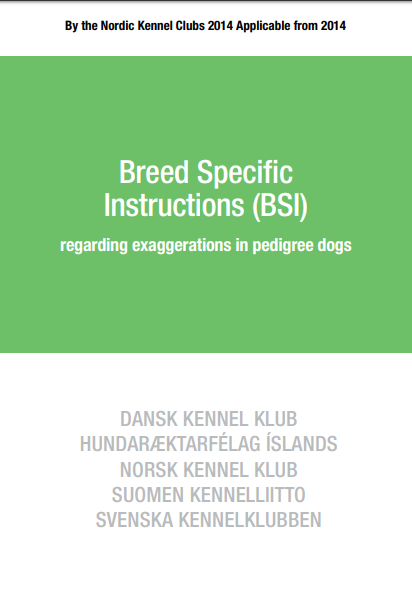 By the Nordic Kennel Clubs 2014 Applicable from 2014
Breed Specific
Instructions (BSI)
regarding exaggerations in pedigree dogs
DANSK KENNEL KLUB
HUNDARÆKTARFÉLAG ÍSLANDS
NORSK KENNEL KLUB
SUOMEN KENNELLIITTO
SVENSKA KENNELKLUBBEN